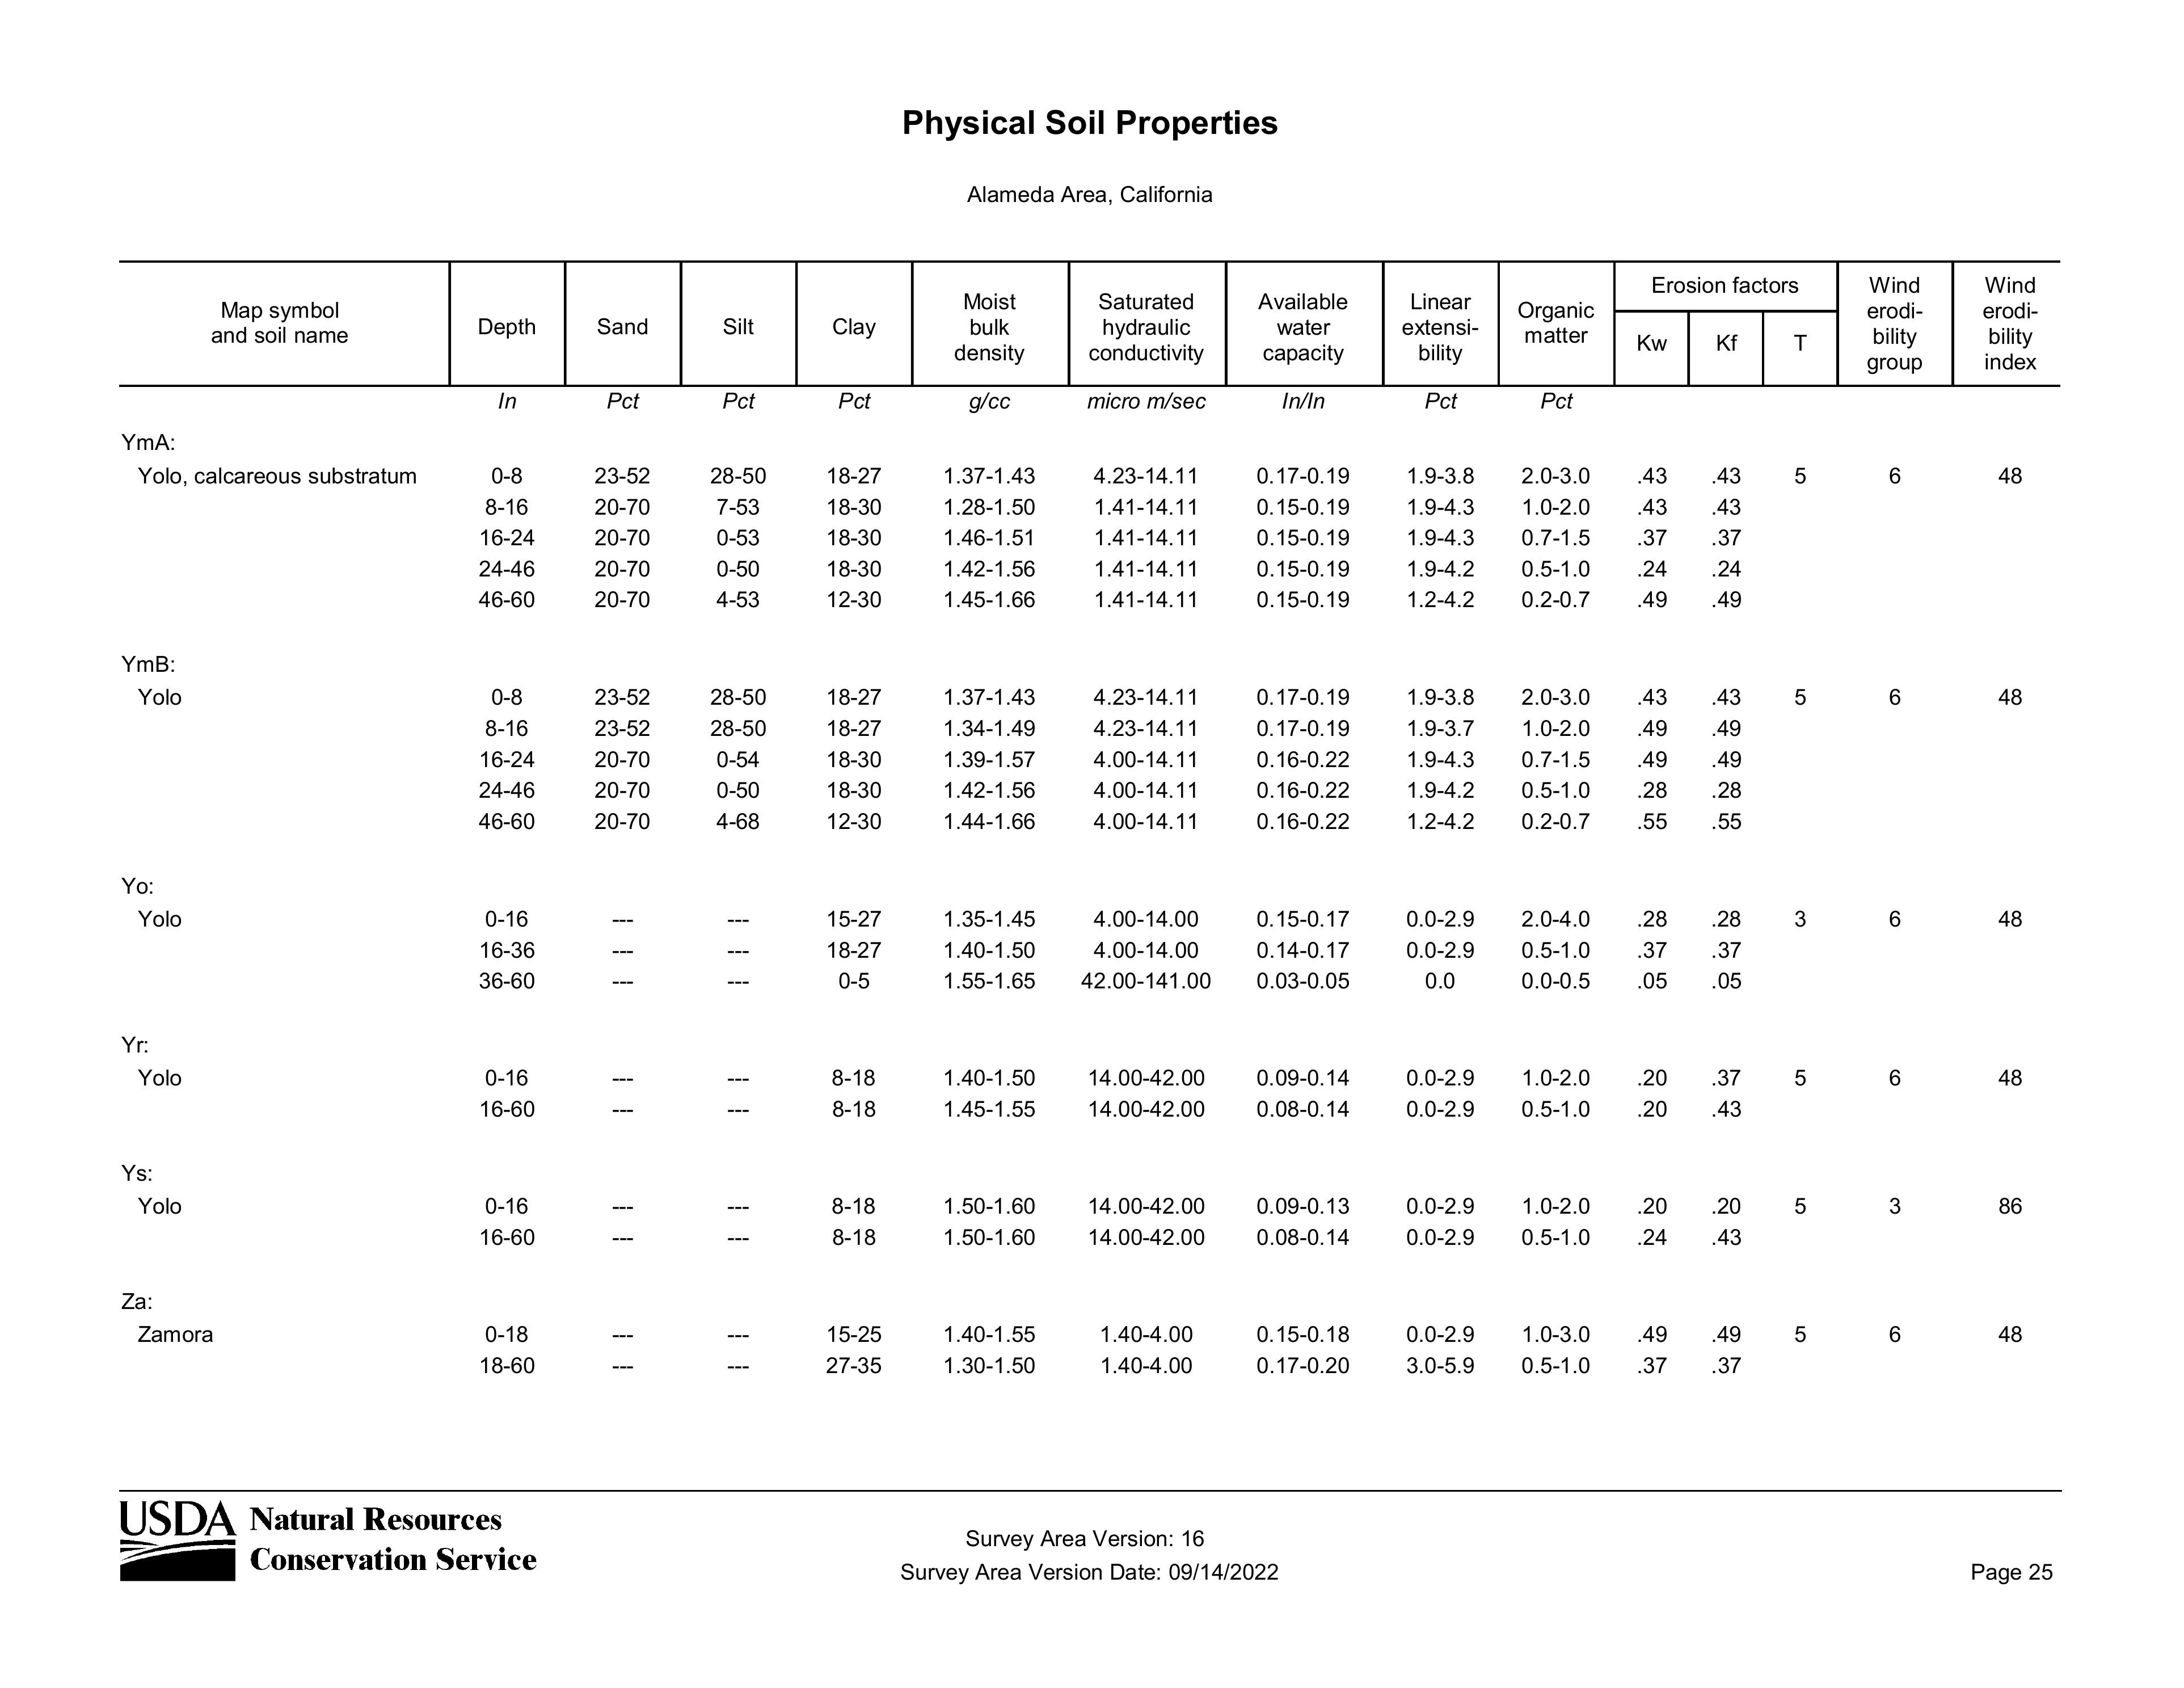 Physical Soil Properties
Alameda Area, California
Map symbol and soil name Depth Sand Silt Clay Moist bulk density Saturated hydraulic conductivity Available water capacity Linear extensi- bility Organic matter Erosion factors Kw Kf T Wind erodi- bility group Wind erodi- bility index
In Pct Pct Pct g/cc micro m/sec In/In Pct Pct
YmA:
Yolo, calcareous substratum 0-8 23-52 28-50 18-27 1.37-1.43 4.23-14.11 0.17-0.19 1.9-3.8 2.0-3.0 .43 .43 5 6 48
8-16 20-70 7-53 18-30 1.28-1.50 1.41-14.11 0.15-0.19 1.9-4.3 1.0-2.0 .43 .43
16-24 20-70 0-53 18-30 1.46-1.51 1.41-14.11 0.15-0.19 1.9-4.3 0.7-1.5 .37 .37
24-46 20-70 0-50 18-30 1.42-1.56 1.41-14.11 0.15-0.19 1.9-4.2 0.5-1.0 .24 .24
46-60 20-70 4-53 12-30 1.45-1.66 1.41-14.11 0.15-0.19 1.2-4.2 0.2-0.7 .49 .49
YmB:
Yolo 0-8 23-52 28-50 18-27 1.37-1.43 4.23-14.11 0.17-0.19 1.9-3.8 2.0-3.0 .43 .43 5 6 48
8-16 23-52 28-50 18-27 1.34-1.49 4.23-14.11 0.17-0.19 1.9-3.7 1.0-2.0 .49 .49
16-24 20-70 0-54 18-30 1.39-1.57 4.00-14.11 0.16-0.22 1.9-4.3 0.7-1.5 .49 .49
24-46 20-70 0-50 18-30 1.42-1.56 4.00-14.11 0.16-0.22 1.9-4.2 0.5-1.0 .28 .28
46-60 20-70 4-68 12-30 1.44-1.66 4.00-14.11 0.16-0.22 1.2-4.2 0.2-0.7 .55 .55
Yo:
Yolo 0-16 --- --- 15-27 1.35-1.45 4.00-14.00 0.15-0.17 0.0-2.9 2.0-4.0 .28 .28 3 6 48
16-36 --- --- 18-27 1.40-1.50 4.00-14.00 0.14-0.17 0.0-2.9 0.5-1.0 .37 .37
36-60 --- --- 0-5 1.55-1.65 42.00-141.00 0.03-0.05 0.0 0.0-0.5 .05 .05
Yr:
Yolo 0-16 --- --- 8-18 1.40-1.50 14.00-42.00 0.09-0.14 0.0-2.9 1.0-2.0 .20 .37 5 6 48
16-60 --- --- 8-18 1.45-1.55 14.00-42.00 0.08-0.14 0.0-2.9 0.5-1.0 .20 .43
Ys:
Yolo 0-16 --- --- 8-18 1.50-1.60 14.00-42.00 0.09-0.13 0.0-2.9 1.0-2.0 .20 .20 5 3 86
16-60 --- --- 8-18 1.50-1.60 14.00-42.00 0.08-0.14 0.0-2.9 0.5-1.0 .24 .43
Za:
Zamora 0-18 --- --- 15-25 1.40-1.55 1.40-4.00 0.15-0.18 0.0-2.9 1.0-3.0 .49 .49 5 6 48
18-60 --- --- 27-35 1.30-1.50 1.40-4.00 0.17-0.20 3.0-5.9 0.5-1.0 .37 .37
USDA Natural Resources
Conservation Service
Survey Area Version: 16
Survey Area Version Date: 09/14/2022
Page 25